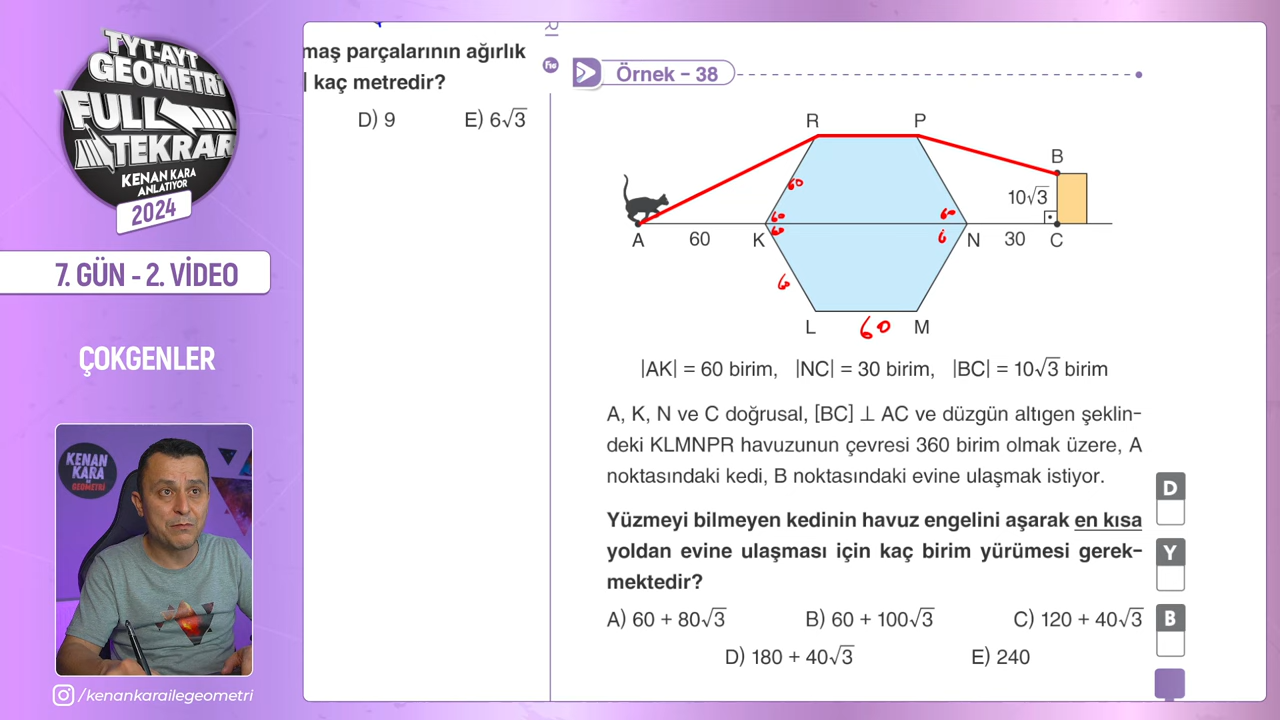 TYT-AYT
GEOMETRİ
FULL
TEKRAR
KENAN KARA
ANLATIYOR
2024
7. GÜN - 2. VİDEO
ÇOKGENLER
KENAN
KARA
GEOMETRİ
/kenankarailegeometri
maş parçalarının ağırlık
| kaç metredir?
D) 9 E) 6√3
Örnek – 38
R P
B
60
10√3
60 60
60 6
A 60 K N 30 C
6
L 60 M
|AK| = 60 birim, |NC| = 30 birim, |BC| = 10√3 birim
A, K, N ve C doğrusal, [BC] ⊥ AC ve düzgün altıgen şeklin-
deki KLMNPR havuzunun çevresi 360 birim olmak üzere, A
noktasındaki kedi, B noktasındaki evine ulaşmak istiyor.
Yüzmeyi bilmeyen kedinin havuz engelini aşarak en kısa
yoldan evine ulaşması için kaç birim yürümesi gerek-
mektedir?
A) 60 + 80√3 B) 60 + 100√3 C) 120 + 40√3
D) 180 + 40√3 E) 240
D
Y
B